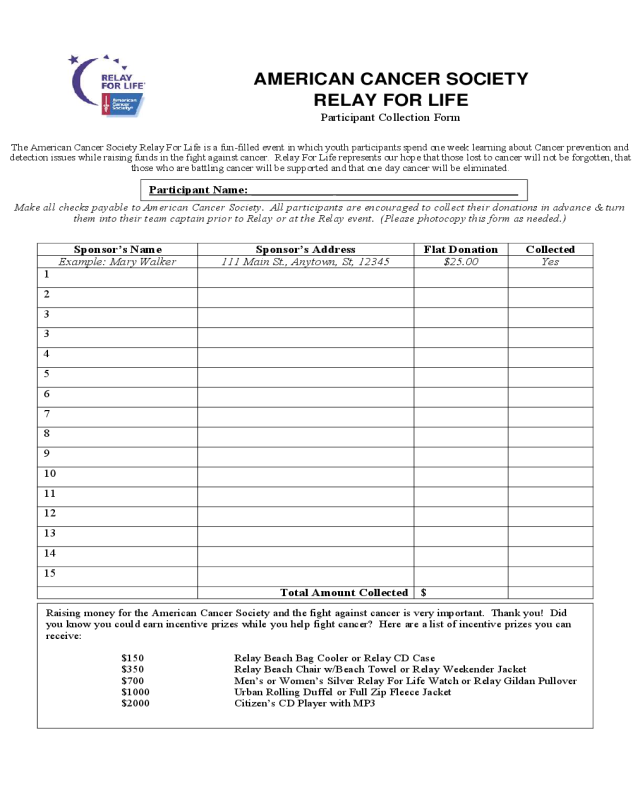 RELAY
FOR LIFE
American
Cancer
Society
AMERICAN CANCER SOCIETY
RELAY FOR LIFE
Participant Collection Form
The American Cancer Society Relay For Life is a fun-filled event in which youth participants spend one week learning about Cancer prevention and
detection issues while raising funds in the fight against cancer. Relay For Life represents our hope that those lost to cancer will not be forgotten, that
those who are battling cancer will be supported and that one day cancer will be eliminated.
Participant Name:
Make all checks payable to American Cancer Society. All participants are encouraged to collect their donations in advance & turn
them into their team captain prior to Relay or at the Relay event. (Please photocopy this form as needed.)
Sponsor's Name Sponsor's Address Flat Donation Collected
Example: Mary Walker 111 Main St., Anytown, St, 12345 $25.00 Yes
1
2
3
3
4
5
6
7
8
9
10
11
12
13
14
15
Total Amount Collected $
Raising money for the American Cancer Society and the fight against cancer is very important. Thank you! Did
you know you could earn incentive prizes while you help fight cancer? Here are a list of incentive prizes you can
receive:
$150 Relay Beach Bag Cooler or Relay CD Case
$350 Relay Beach Chair w/Beach Towel or Relay Weekender Jacket
$700 Men's or Women's Silver Relay For Life Watch or Relay Gildan Pullover
$1000 Urban Rolling Duffel or Full Zip Fleece Jacket
$2000 Citizen's CD Player with MP3